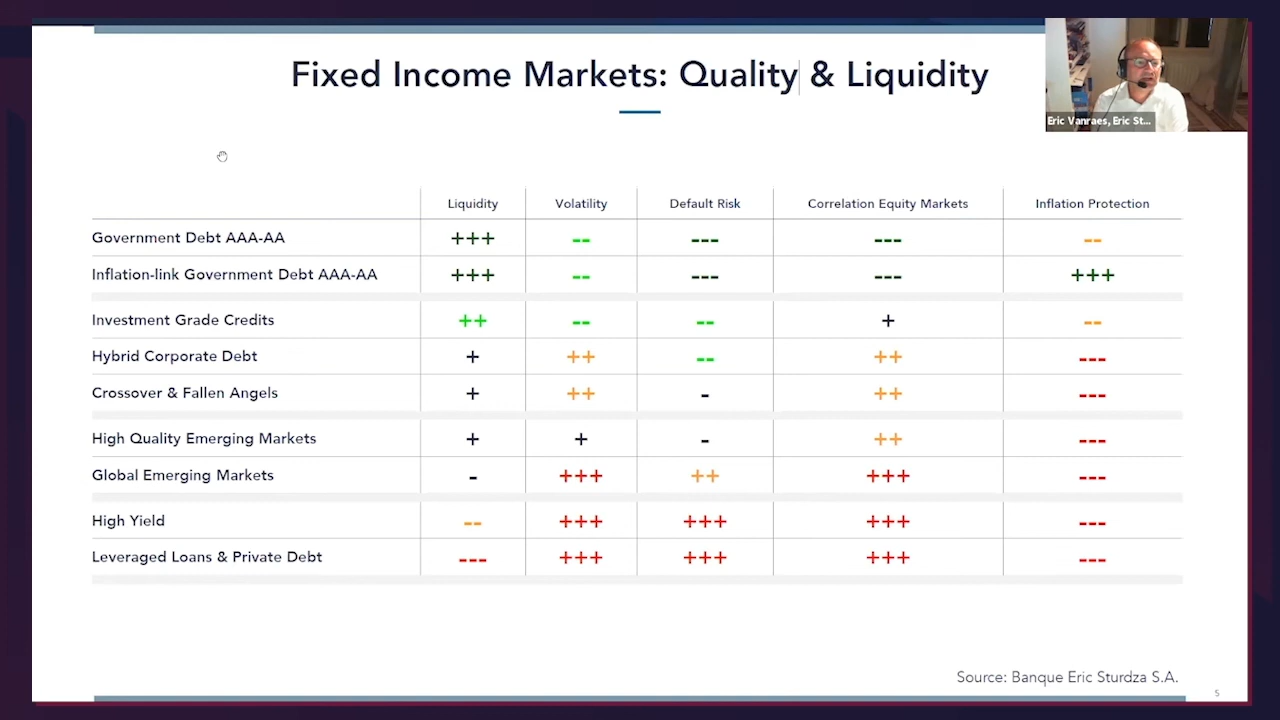 Fixed Income Markets: Quality & Liquidity
Eric Vanraes, Eric St...
Liquidity Volatility Default Risk Correlation Equity Markets Inflation Protection
Government Debt AAA-AA +++ -- --- --- --
Inflation-link Government Debt AAA-AA +++ -- --- --- +++
Investment Grade Credits ++ -- -- + --
Hybrid Corporate Debt + ++ -- ++ ---
Crossover & Fallen Angels + ++ - ++ ---
High Quality Emerging Markets + + - ++ ---
Global Emerging Markets - +++ ++ +++ ---
High Yield -- +++ +++ +++ ---
Leveraged Loans & Private Debt --- +++ +++ +++ ---
Source: Banque Eric Sturdza S.A.
5